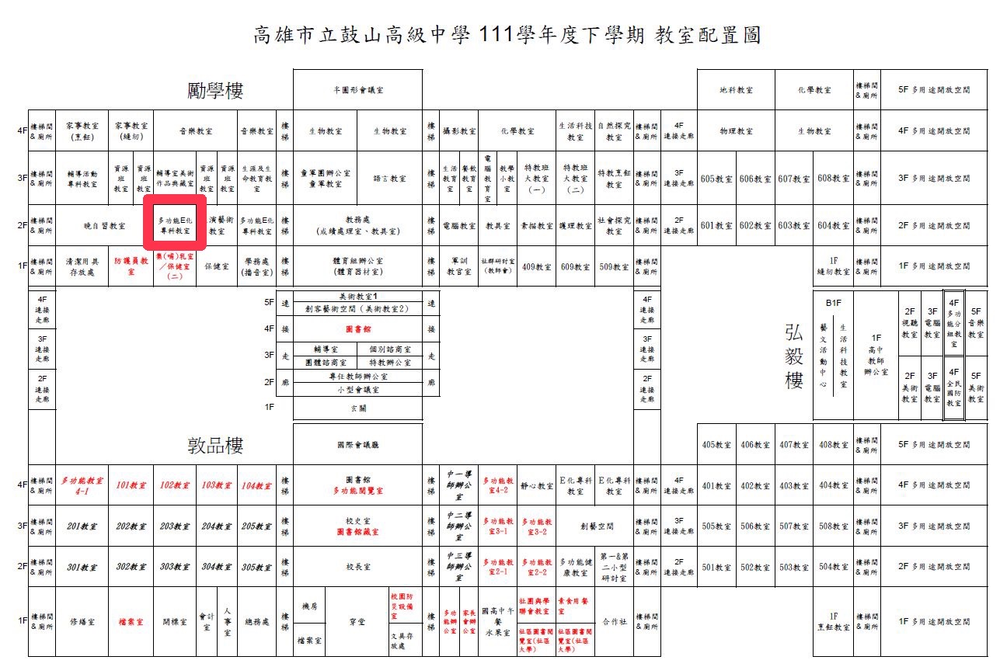 高雄市立鼓山高級中學 111學年度下學期 教室配置圖
勵學樓
半圓形會議室
地科教室
化學教室
樓梯間
& 廁所
5F 多用途開放空間
4F
樓梯間
& 廁所
家事教室
(烹飪)
家事教室
(縫紉)
音樂教室
音樂教室
樓
梯
生物教室
生物教室
樓
梯
攝影教室
化學教室
生活科技
教室
自然探究
教室
樓梯間
& 廁所
4F
連接走廊
物理教室
生物教室
樓梯間
& 廁所
4F 多用途開放空間
3F
樓梯間
& 廁所
輔導活動
專科教室
資源
班
教室
資源
班
教室
輔導室美術
作品典藏室
資源
班
教室
資源
班
教室
生涯及生
命教育教
室
樓
梯
童軍團辦公室
童軍教室
語言教室
樓
梯
生活
教育
室
餐飲
教育
室
電
腦
教
育
室
教學
小教
室
特教班
大教室
(一)
特教班
大教室
(二)
特教烹飪
教室
樓梯間
& 廁所
3F
連接走廊
605教室
606教室
607教室
608教室
樓梯間
& 廁所
3F 多用途開放空間
2F
樓梯間
& 廁所
晚自習教室
多功能E化
專科教室
演藝術
教室
多功能E化
專科教室
樓
梯
教務處
(成績處理室、教具室)
樓
梯
電腦教室
教具室
素描教室
護理教室
社會探究
教室
樓梯間
& 廁所
2F
連接走廊
601教室
602教室
603教室
604教室
樓梯間
& 廁所
2F 多用途開放空間
1F
樓梯間
& 廁所
清潔用具
存放處
防護員教
室
集(哺)乳室
／保健室
(二)
保健室
學務處
(播音室)
樓
梯
體育組辦公室
(體育器材室)
樓
梯
軍訓
教官室
社群研討室
(教師會)
409教室
609教室
509教室
樓梯間
& 廁所
1F
縫紉教室
樓梯間
& 廁所
1F 多用途開放空間
4F
連接
走廊
3F
連接
走廊
2F
連接
走廊
5F
4F
3F
2F
1F
連
接
走
廊
美術教室1
創客藝術空間（美術教室2）
圖書館
輔導室
個別諮商室
團體諮商室
特教辦公室
專任教師辦公室
小型會議室
玄關
連
接
走
廊
4F
連接
走廊
3F
連接
走廊
2F
連接
走廊
弘
毅
樓
B1F
藝
文
活
動
中
心
生
活
科
技
教
室
1F
高中
教師
辦公室
2F
視聽
教室
3F
電腦
教室
4F
多功
能分
組教
室
5F
音樂
教室
2F
美術
教室
3F
電腦
教室
4F
全民
國防
教室
5F
美術
教室
敦品樓
國際會議廳
405教室
406教室
407教室
408教室
樓梯間
& 廁所
5F 多用途開放空間
4F
樓梯間
& 廁所
多功能教室
4-1
101教室
102教室
103教室
104教室
樓
梯
圖書館
多功能閱覽室
樓
梯
中一導
師辦公
室
多功能教
室4-2
靜心教室
E化專科
教室
E化專科
教室
樓梯間
& 廁所
4F
連接走廊
401教室
402教室
403教室
404教室
樓梯間
& 廁所
4F 多用途開放空間
3F
樓梯間
& 廁所
201教室
202教室
203教室
204教室
205教室
樓
梯
校史室
圖書館藏室
樓
梯
中二導
師辦公
室
多功能教
室3-1
多功能教
室3-2
創藝空間
樓梯間
& 廁所
3F
連接走廊
505教室
506教室
507教室
508教室
樓梯間
& 廁所
3F 多用途開放空間
2F
樓梯間
& 廁所
301教室
302教室
303教室
304教室
305教室
樓
梯
校長室
樓
梯
中三導
師辦公
室
多功能教
室2-1
多功能教
室2-2
多功能健
康教室
第一&第
二小型
研討室
樓梯間
& 廁所
2F
連接走廊
501教室
502教室
503教室
504教室
樓梯間
& 廁所
2F 多用途開放空間
1F
樓梯間
& 廁所
修繕室
檔案室
開標室
會計
室
人
事
室
總務處
樓
梯
機房
檔案室
穿堂
校園防
災設備
室
文具存
放處
樓
梯
多功
能辦
公室
家長
會辦
公室
國高中午
餐
水果室
社團與學
聯會教室
素食用餐
室
社區圖書閱
覽室(社區
大學)
社區圖書閱
覽室(社區
大學)
合作社
樓梯間
& 廁所
1F
烹飪教室
樓梯間
& 廁所
1F 多用途開放空間